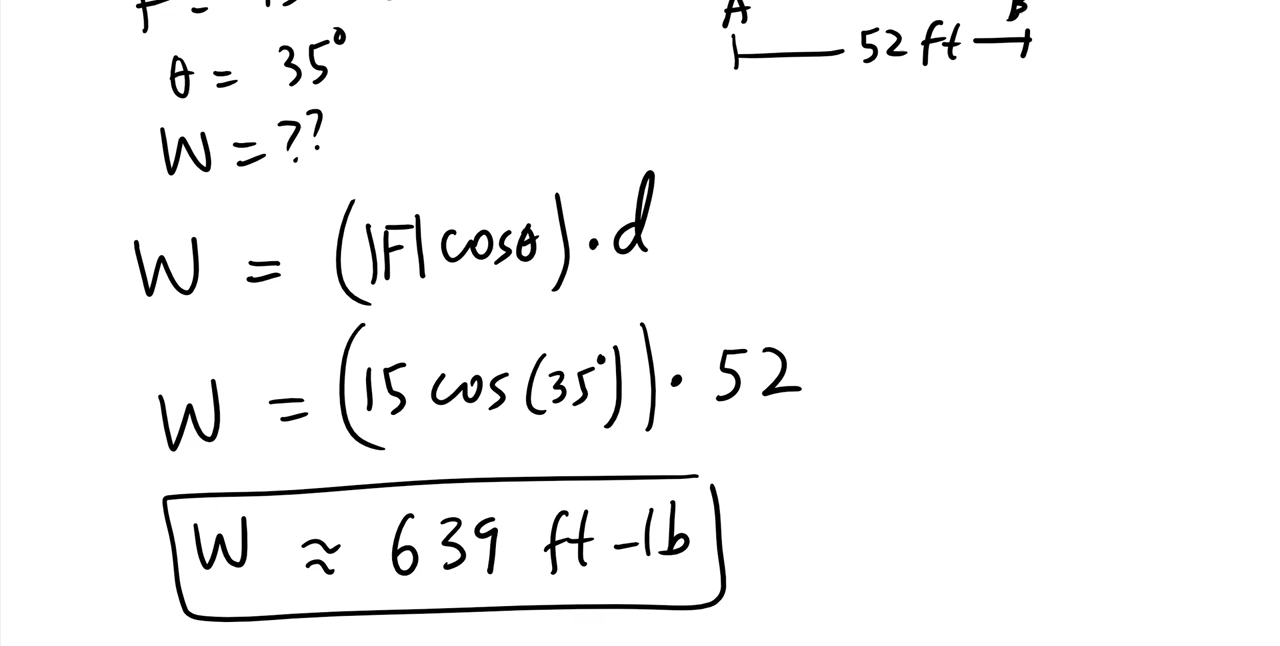 A B
θ = 35°
52 ft
W = ??
W = (|F| cosθ) · d
W = (15 cos(35°)) · 52
W ≈ 639 ft-lb